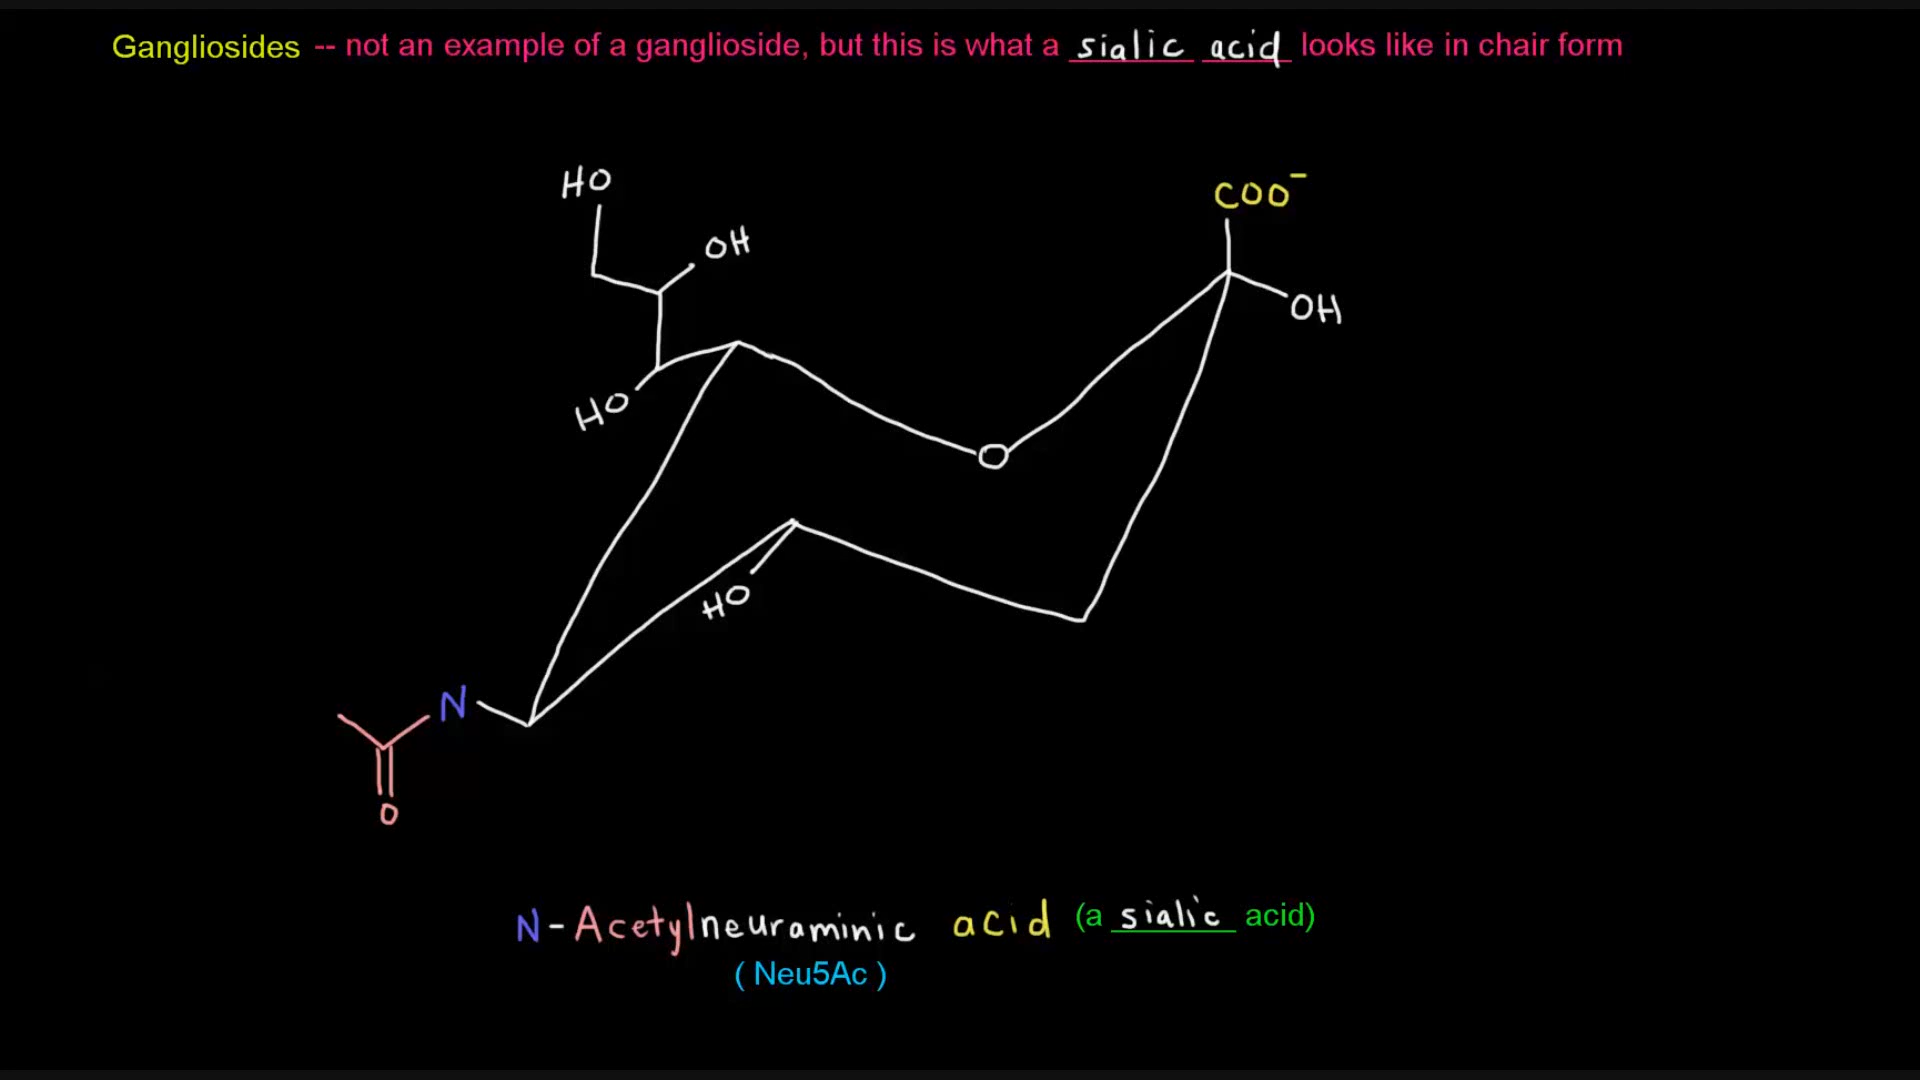 Gangliosides -- not an example of a ganglioside, but this is what a sialic acid looks like in chair form
HO
COO⁻
OH
OH
HO
O
HO
N
O
N-Acetylneuraminic acid (a sialic acid)
( Neu5Ac )